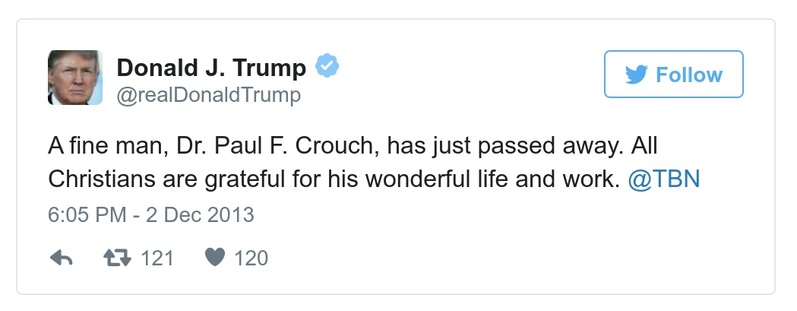 Donald J. Trump
@realDonaldTrump
Follow
A fine man, Dr. Paul F. Crouch, has just passed away. All
Christians are grateful for his wonderful life and work. @TBN
6:05 PM - 2 Dec 2013
121 120